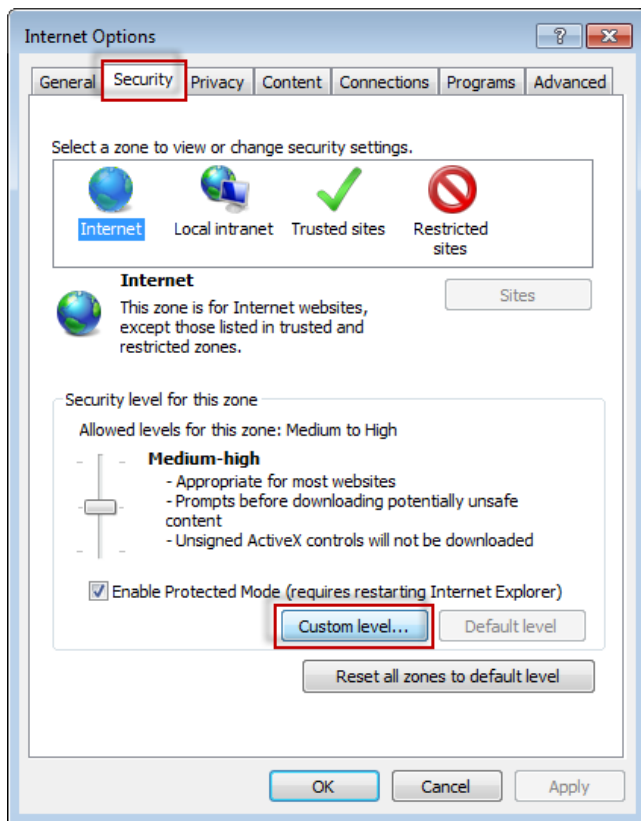 Internet Options
General Security Privacy Content Connections Programs Advanced
Select a zone to view or change security settings.
Internet Local intranet Trusted sites Restricted
sites
Internet
Sites
This zone is for Internet websites,
except those listed in trusted and
restricted zones.
Security level for this zone
Allowed levels for this zone: Medium to High
Medium-high
- Appropriate for most websites
- Prompts before downloading potentially unsafe
content
- Unsigned ActiveX controls will not be downloaded
Enable Protected Mode (requires restarting Internet Explorer)
Custom level... Default level
Reset all zones to default level
OK Cancel Apply